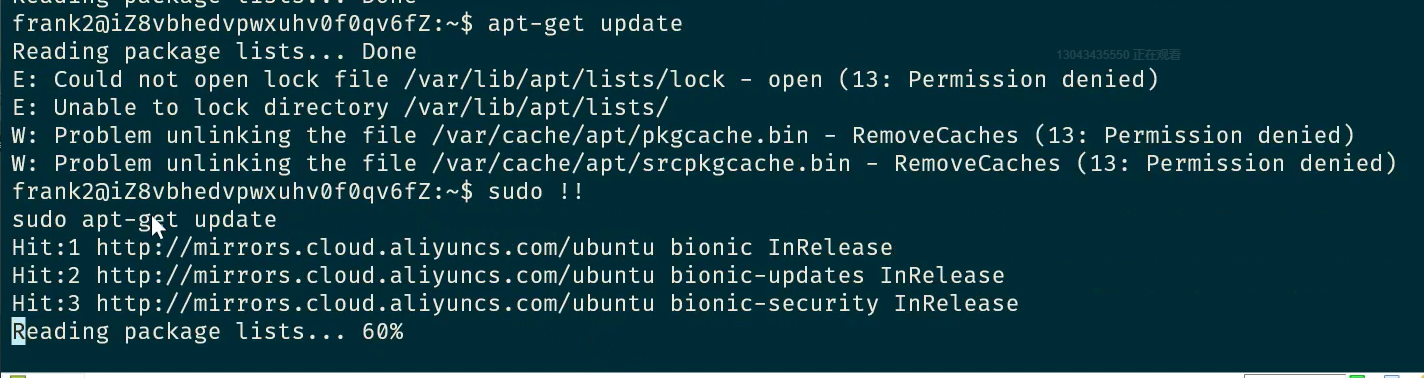 Reading package lists... Done
frank2@iZ8vbhedvpwxuhv0f0qv6fZ:~$ apt-get update
Reading package lists... Done
13043435550 正在观看
E: Could not open lock file /var/lib/apt/lists/lock - open (13: Permission denied)
E: Unable to lock directory /var/lib/apt/lists/
W: Problem unlinking the file /var/cache/apt/pkgcache.bin - RemoveCaches (13: Permission denied)
W: Problem unlinking the file /var/cache/apt/srcpkgcache.bin - RemoveCaches (13: Permission denied)
frank2@iZ8vbhedvpwxuhv0f0qv6fZ:~$ sudo !!
sudo apt-get update
Hit:1 http://mirrors.cloud.aliyuncs.com/ubuntu bionic InRelease
Hit:2 http://mirrors.cloud.aliyuncs.com/ubuntu bionic-updates InRelease
Hit:3 http://mirrors.cloud.aliyuncs.com/ubuntu bionic-security InRelease
Reading package lists... 60%